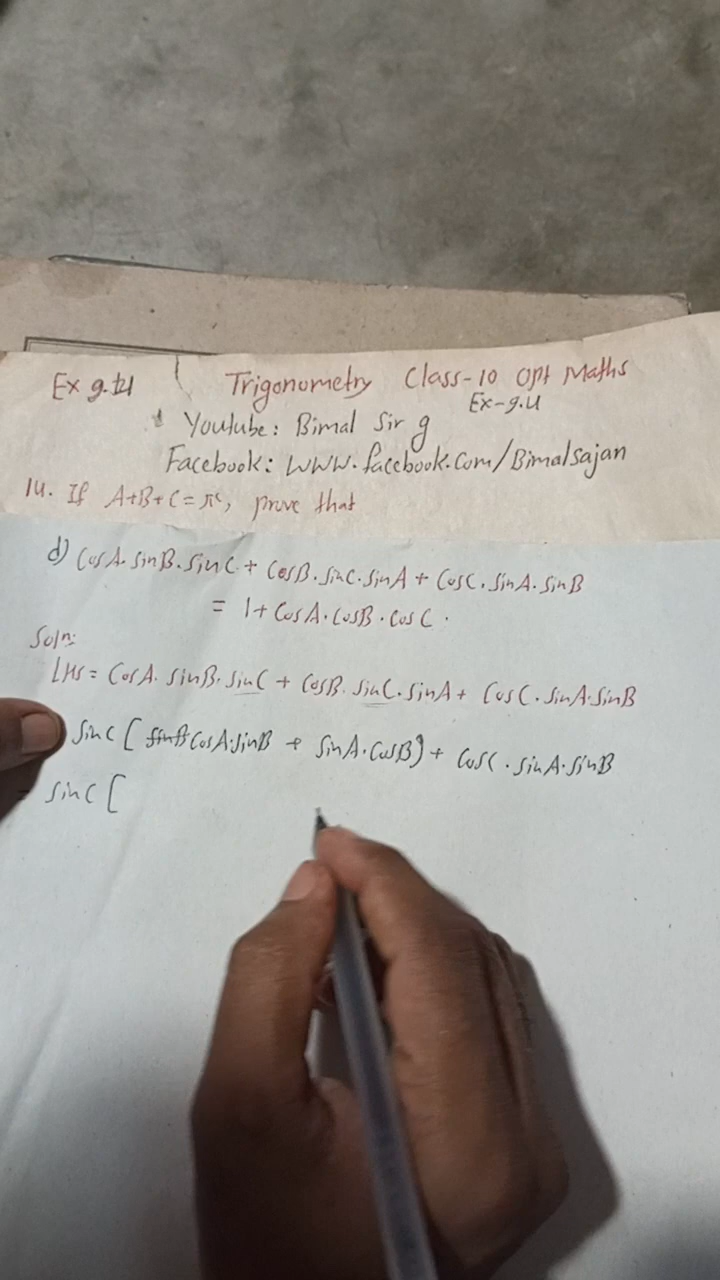 Ex 9.4 Trigonometry Class-10 Opt Maths
Ex-9.4
Youtube: Bimal Sir g
Facebook: WWW.facebook.com/Bimalsajan
14. If A+B+C=πᶜ, prove that
d) CosA.SinB.SinC + CosB.SinC.SinA + CosC.SinA.SinB
= 1+CosA.CosB.CosC.
Soln:
LHS = CosA.SinB.SinC + CosB.SinC.SinA + CosC.SinA.SinB
SinC [ CosA.SinB + SinA.CosB) + CosC.SinA.SinB
= SinC [